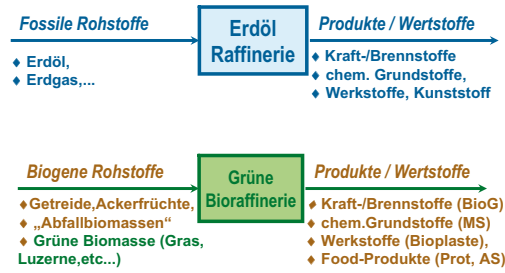 Fossile Rohstoffe
♦ Erdöl,
♦ Erdgas,...
Erdöl
Raffinerie
Produkte / Wertstoffe
♦ Kraft-/Brennstoffe
♦ chem. Grundstoffe,
♦ Werkstoffe, Kunststoff
Biogene Rohstoffe
♦Getreide,Ackerfrüchte,
♦ „Abfallbiomassen“
♦ Grüne Biomasse (Gras,
Luzerne,etc...)
Grüne
Bioraffinerie
Produkte / Wertstoffe
♦ Kraft-/Brennstoffe (BioG)
♦ chem.Grundstoffe (MS)
♦ Werkstoffe (Bioplaste),
♦ Food-Produkte (Prot, AS)